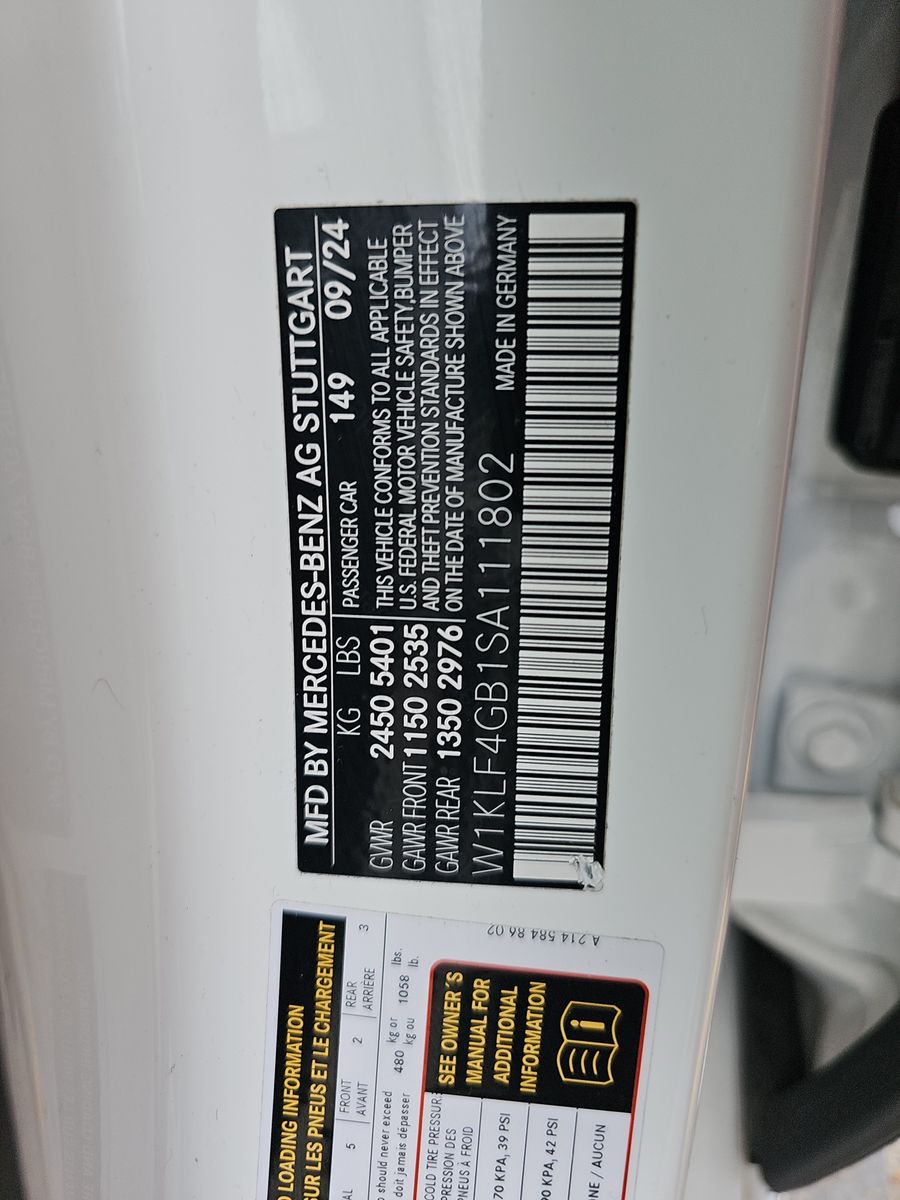 MFD BY MERCEDES-BENZ AG STUTTGART
KG LBS PASSENGER CAR 149 09/24
GVWR 2450 5401 THIS VEHICLE CONFORMS TO ALL APPLICABLE
GAWR FRONT 1150 2535 U.S. FEDERAL MOTOR VEHICLE SAFETY,BUMPER
GAWR REAR 1350 2976 AND THEFT PREVENTION STANDARDS IN EFFECT
ON THE DATE OF MANUFACTURE SHOWN ABOVE
W1KLF4GB1SA111802 MADE IN GERMANY
LOADING INFORMATION
SUR LES PNEUS ET LE CHARGEMENT
5 FRONT 2 REAR 3
AVANT ARRIÈRE
should never exceed 480 kg or 1058 lbs.
doit jamais dépasser kg ou lb.
COLD TIRE PRESSURE
PRESSION DES
PNEUS À FROID
70 KPA, 39 PSI
90 KPA, 42 PSI
/ AUCUN
SEE OWNER'S
MANUAL FOR
ADDITIONAL
INFORMATION
A 214 584 86 02